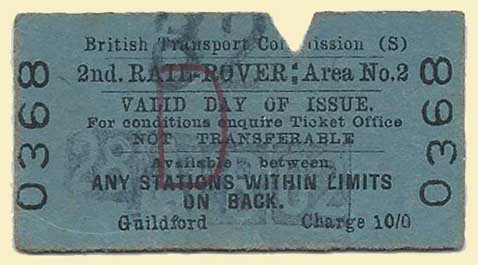 British Transport Commission (S)
2nd. RAIL-ROVER: Area No.2
VALID DAY OF ISSUE.
For conditions enquire Ticket Office
NOT TRANSFERABLE
Available between
ANY STATIONS WITHIN LIMITS
ON BACK.
Guildford Charge 10/0
0368
0368